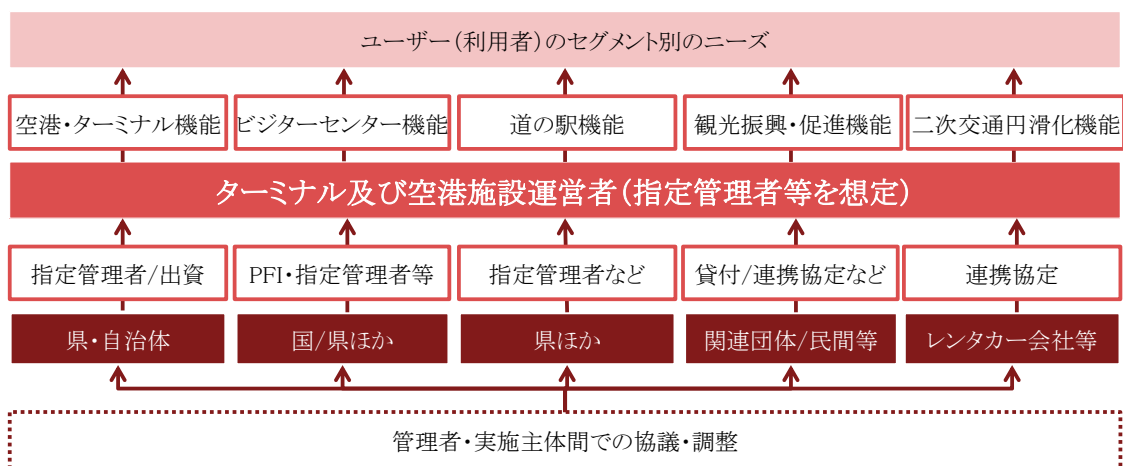 ユーザー(利用者)のセグメント別のニーズ
空港・ターミナル機能
ビジターセンター機能
道の駅機能
観光振興・促進機能
二次交通円滑化機能
ターミナル及び空港施設運営者(指定管理者等を想定)
指定管理者/出資
PFI・指定管理者等
指定管理者など
貸付/連携協定など
連携協定
県・自治体
国/県ほか
県ほか
関連団体/民間等
レンタカー会社等
管理者・実施主体間での協議・調整